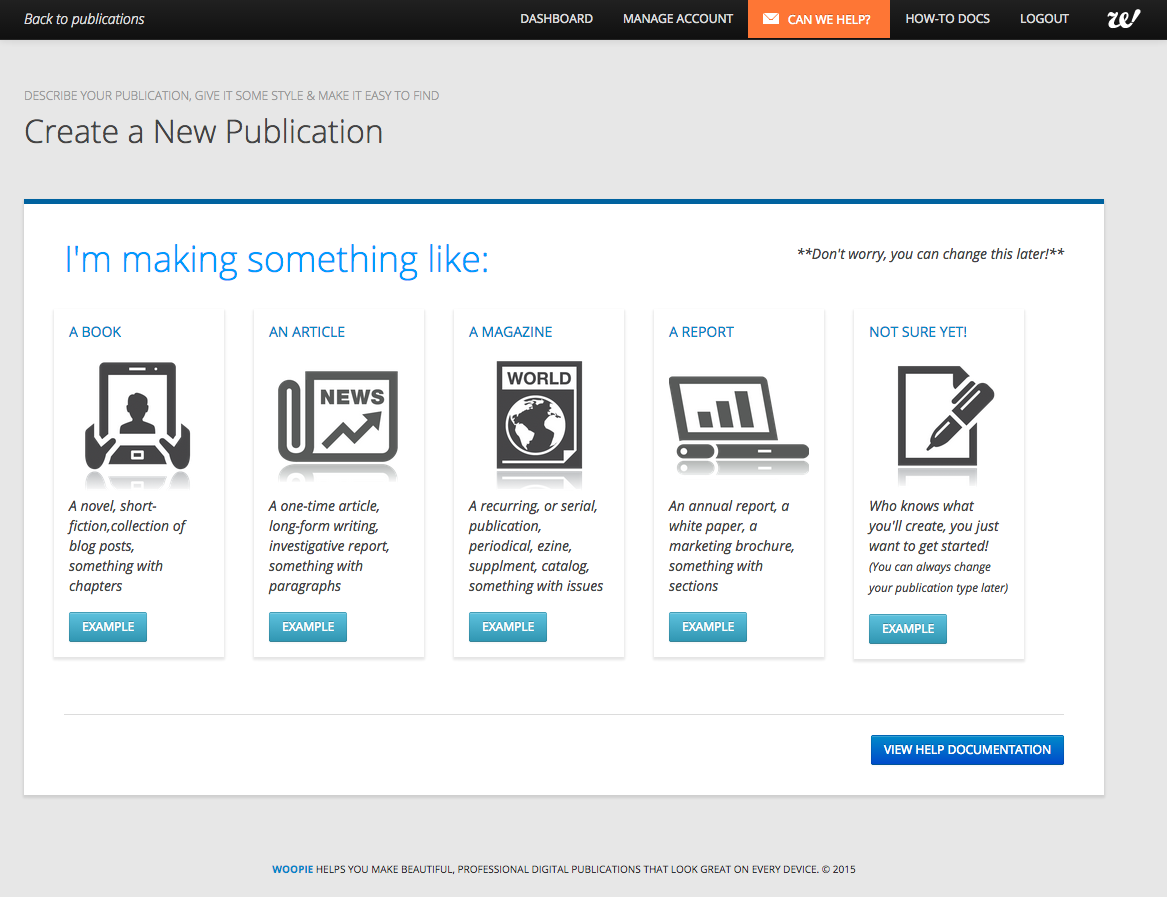 Back to publications
DASHBOARD
MANAGE ACCOUNT
CAN WE HELP?
HOW-TO DOCS
LOGOUT
we!
DESCRIBE YOUR PUBLICATION, GIVE IT SOME STYLE & MAKE IT EASY TO FIND
Create a New Publication
I'm making something like:
**Don't worry, you can change this later!**
A BOOK
A novel, short-
fiction,collection of
blog posts,
something with
chapters
EXAMPLE
AN ARTICLE
NEWS
A one-time article,
long-form writing,
investigative report,
something with
paragraphs
EXAMPLE
A MAGAZINE
WORLD
A recurring, or serial,
publication,
periodical, ezine,
supplment, catalog,
something with issues
EXAMPLE
A REPORT
An annual report, a
white paper, a
marketing brochure,
something with
sections
EXAMPLE
NOT SURE YET!
Who knows what
you'll create, you just
want to get started!
(You can always change
your publication type later)
EXAMPLE
VIEW HELP DOCUMENTATION
WOOPIE HELPS YOU MAKE BEAUTIFUL, PROFESSIONAL DIGITAL PUBLICATIONS THAT LOOK GREAT ON EVERY DEVICE. © 2015